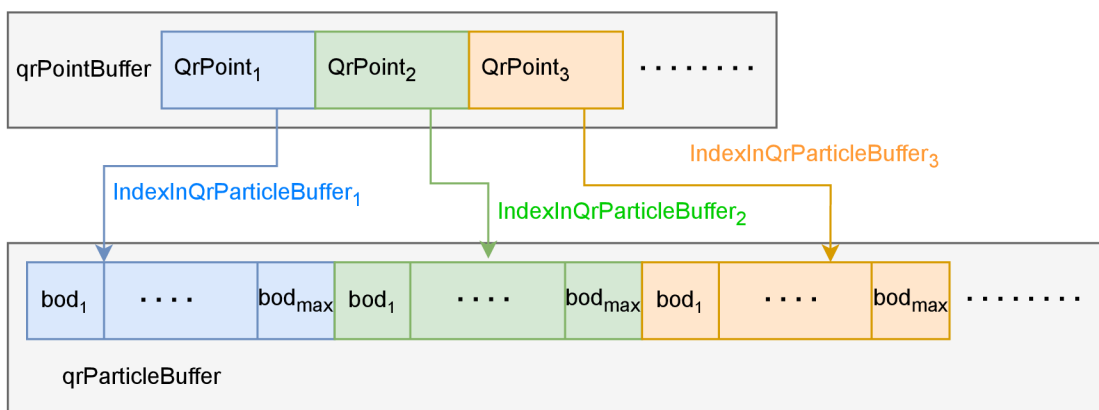 qrPointBuffer QrPoint₁ QrPoint₂ QrPoint₃ ........
IndexInQrParticleBuffer₃
IndexInQrParticleBuffer₁
IndexInQrParticleBuffer₂
bod₁ .... bodₘₐₓ bod₁ .... bodₘₐₓ bod₁ .... bodₘₐₓ ........
qrParticleBuffer